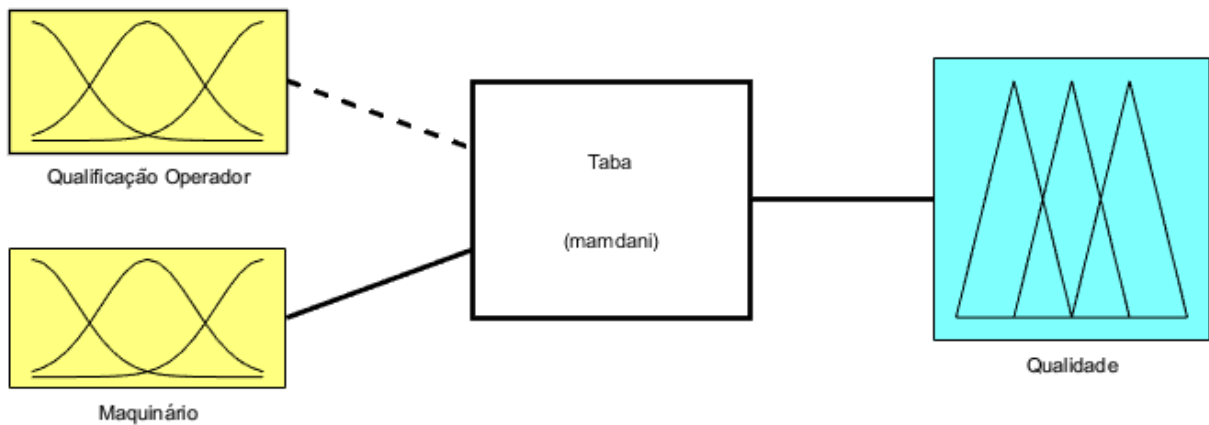 Qualificação Operador
Maquinário
Taba
(mamdani)
Qualidade